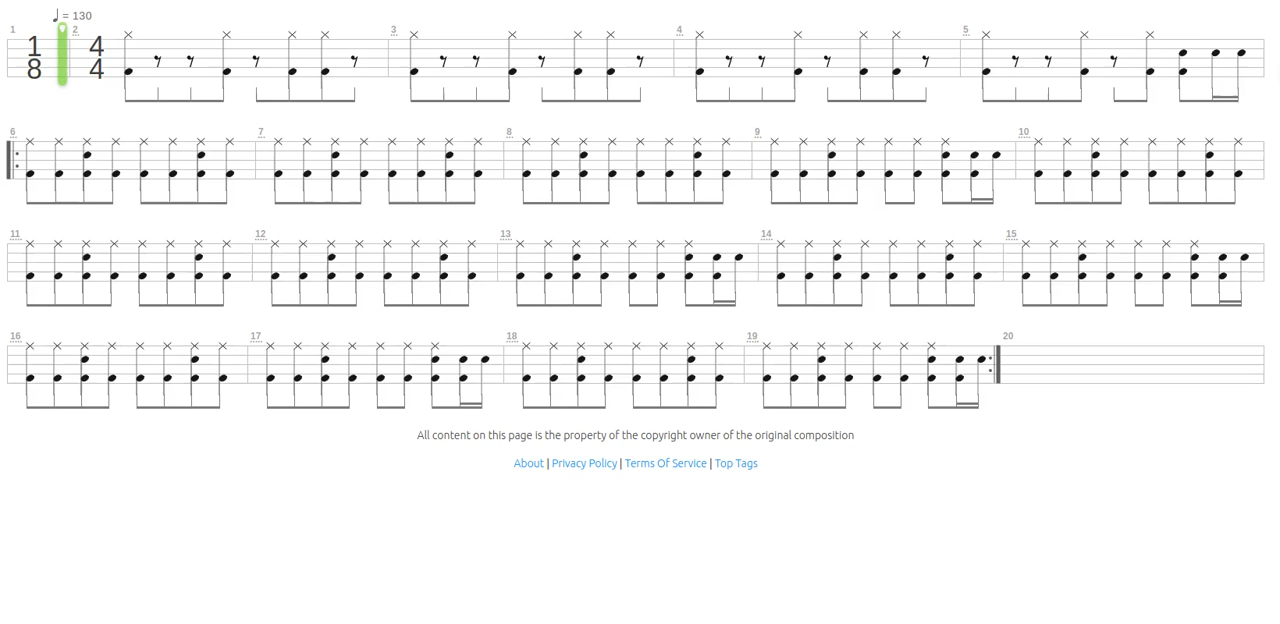 ♩ = 130
1 2 3 4 5
1 4
8 4
6 7 8 9 10
11 12 13 14 15
16 17 18 19 20
All content on this page is the property of the copyright owner of the original composition
About | Privacy Policy | Terms Of Service | Top Tags